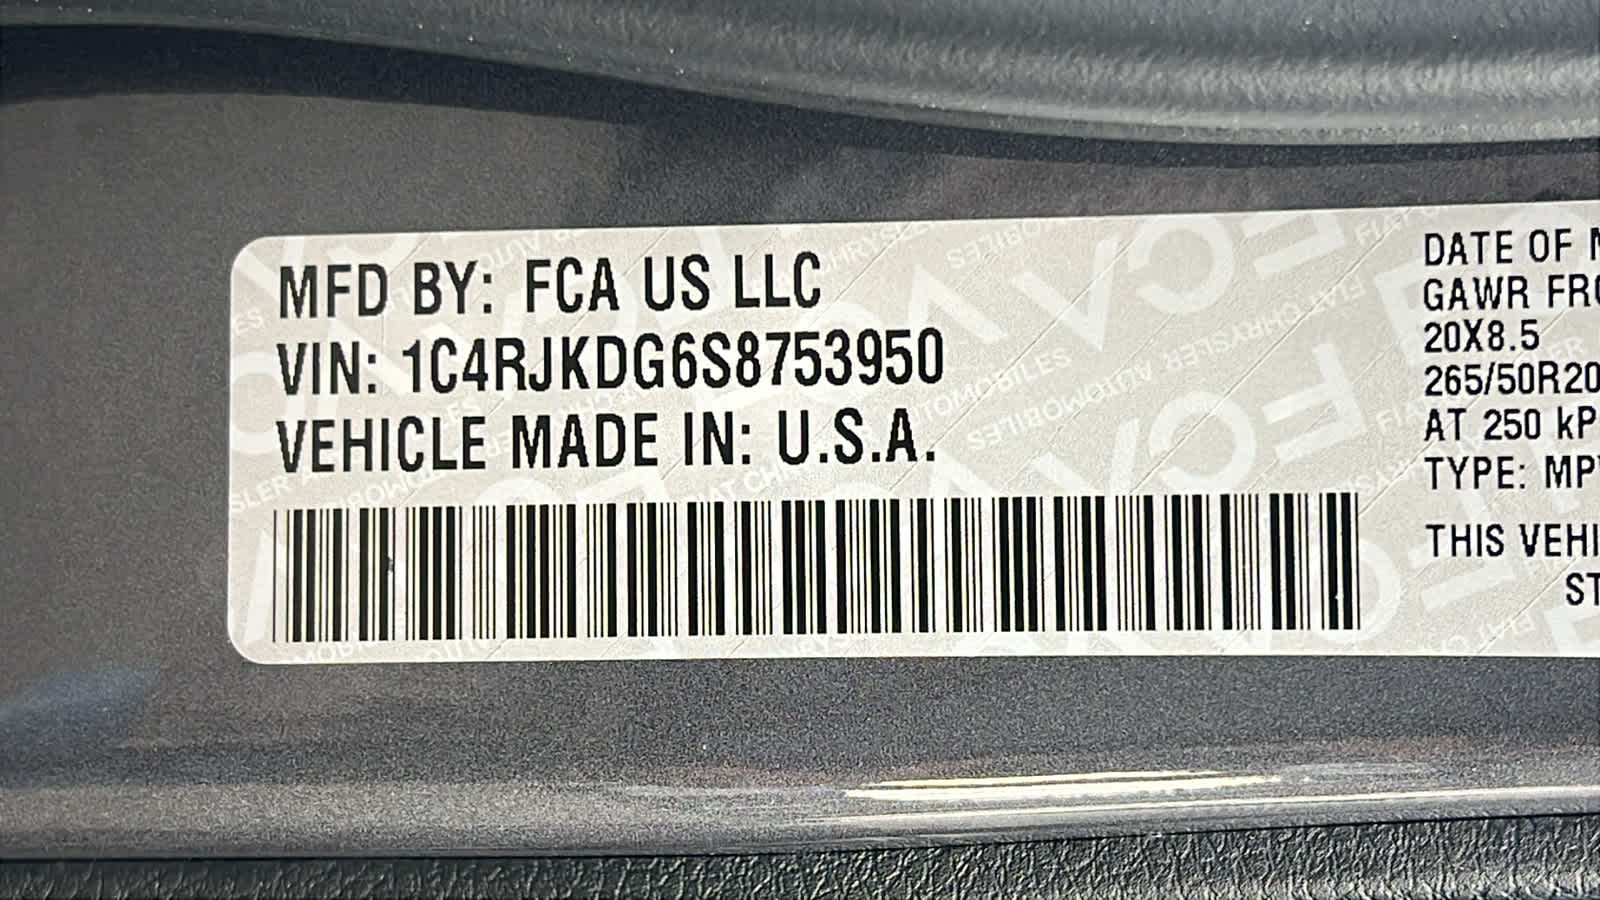 MFD BY: FCA US LLC
VIN: 1C4RJKDG6S8753950
VEHICLE MADE IN: U.S.A.
DATE OF
GAWR
20X8.5
265/50R20
AT 250
TYPE:
THIS